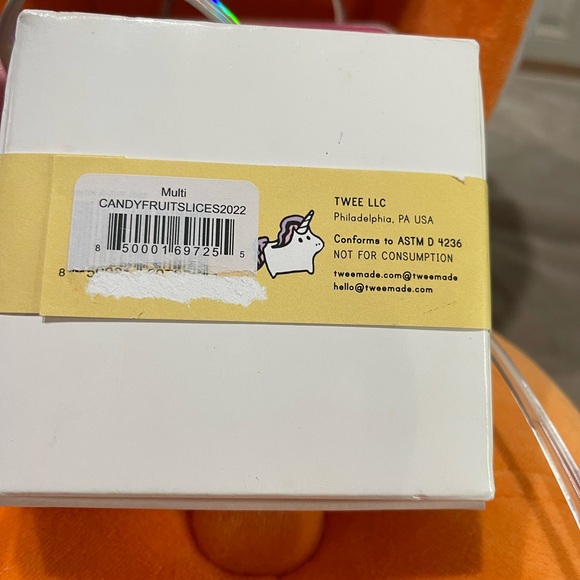 Multi
CANDYFRUITSLICES2022
8 50001 69725 5
TWEE LLC
Philadelphia, PA USA
Conforms to ASTM D 4236
NOT FOR CONSUMPTION
tweemade.com@tweemade
hello@tweemade.com